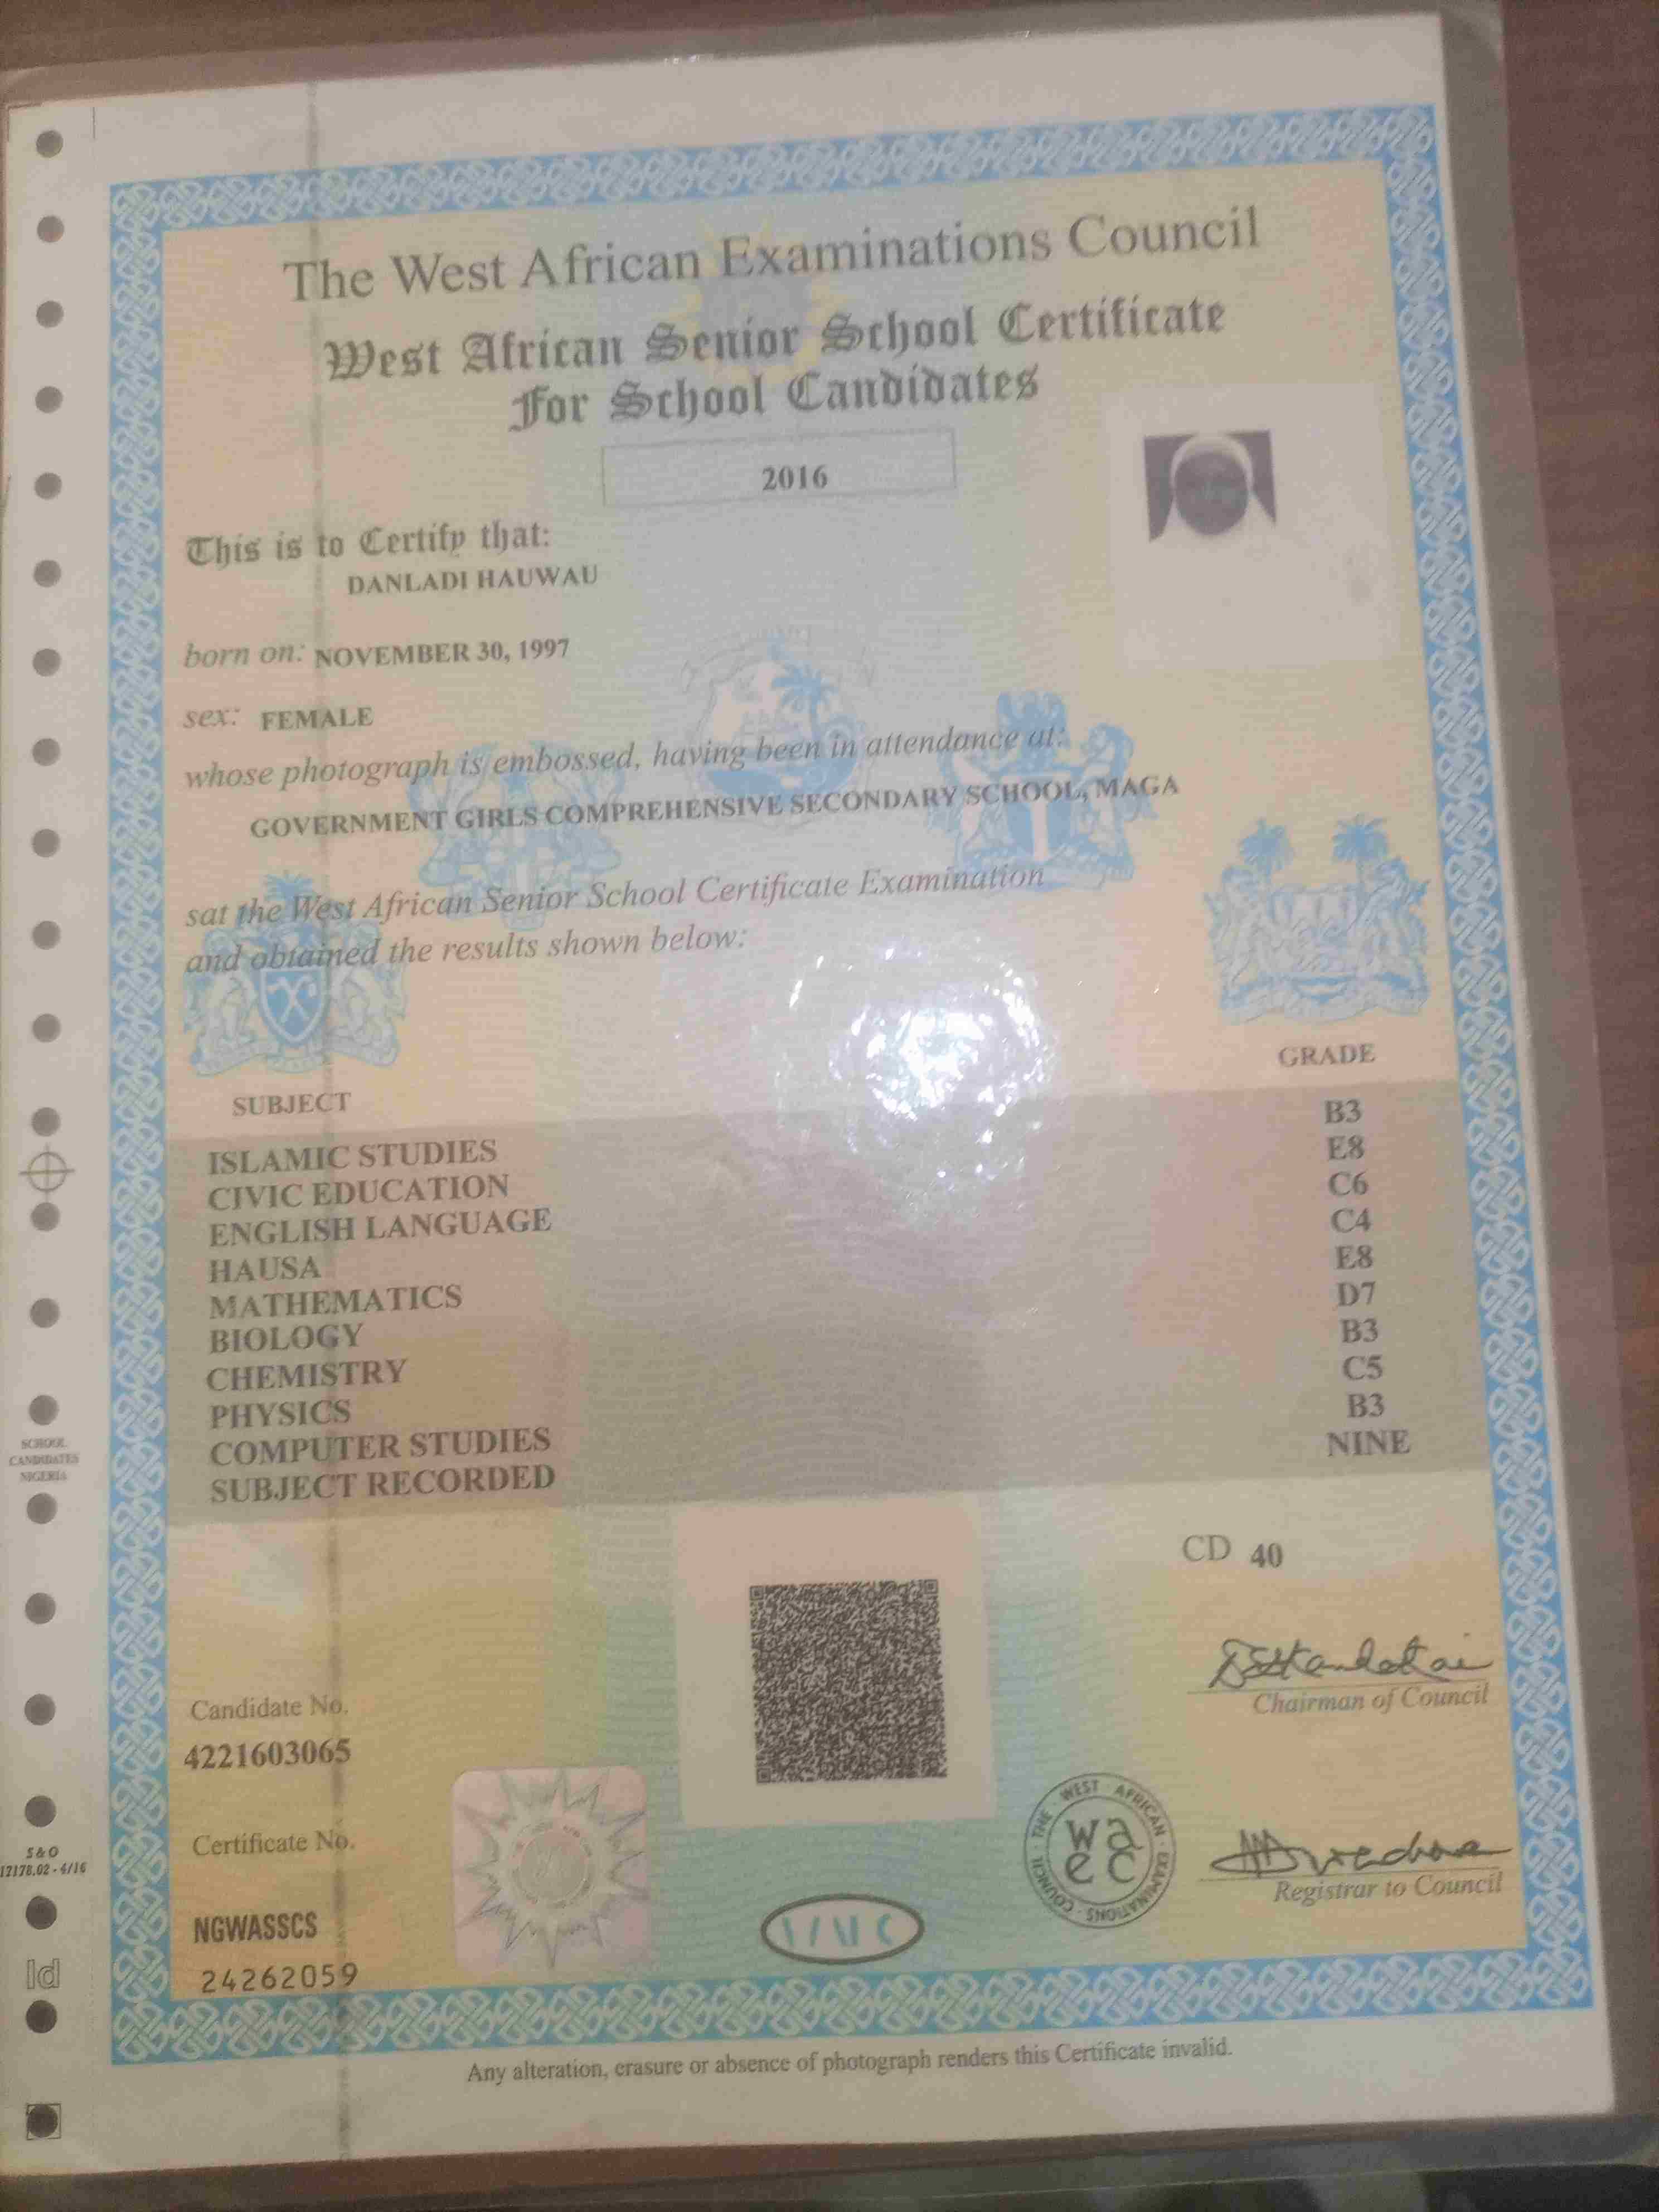 The West African Examinations Council
West African Senior School Certificate
For School Candidates
2016
This is to Certify that:
DANLADI HAUWAU
born on: NOVEMBER 30, 1997
sex: FEMALE
whose photograph is embossed, having been in attendance at:
GOVERNMENT GIRLS COMPREHENSIVE SECONDARY SCHOOL, MAGA
sat the West African Senior School Certificate Examination
and obtained the results shown below:
SUBJECT GRADE
ISLAMIC STUDIES B3
CIVIC EDUCATION E8
ENGLISH LANGUAGE C6
HAUSA C4
MATHEMATICS E8
BIOLOGY D7
CHEMISTRY B3
PHYSICS C5
COMPUTER STUDIES B3
SUBJECT RECORDED NINE
SCHOOL
CANDIDATES
NIGERIA
CD 40
Chairman of Council
Candidate No.
4221603065
Certificate No.
NGWASSCS
24262059
THE WEST AFRICAN EXAMINATIONS COUNCIL
waec
Registrar to Council
S&O
12178.02 - 4/16
Id
Any alteration, erasure or absence of photograph renders this Certificate invalid.